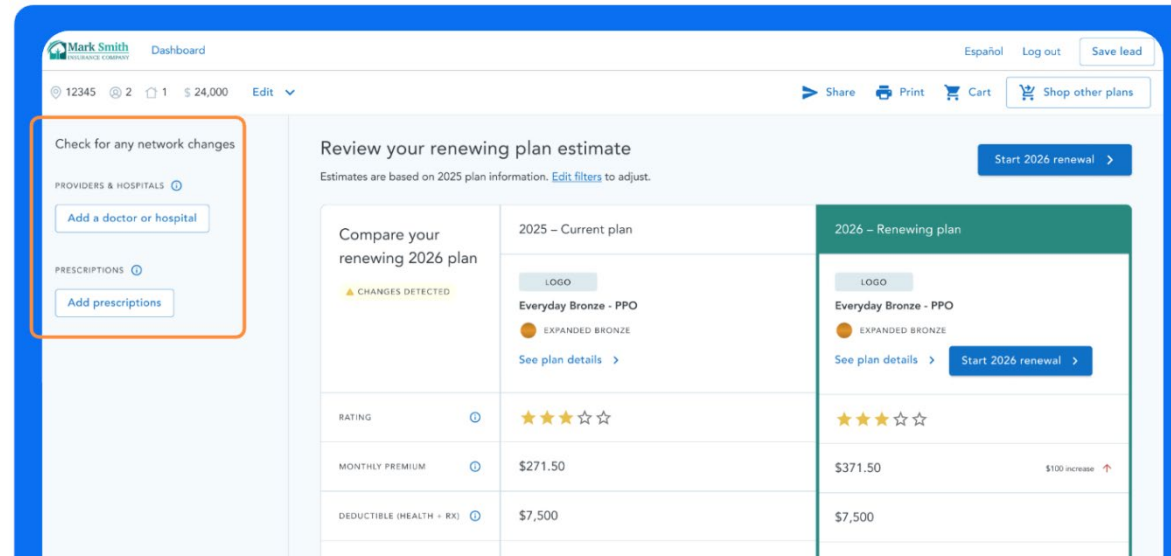 Mark Smith
INSURANCE COMPANY
Dashboard
Español Log out Save lead
12345 2 1 $ 24,000 Edit
Share Print Cart Shop other plans
Check for any network changes
PROVIDERS & HOSPITALS
Add a doctor or hospital
PRESCRIPTIONS
Add prescriptions
Review your renewing plan estimate
Estimates are based on 2025 plan information. Edit filters to adjust.
Start 2026 renewal
Compare your
renewing 2026 plan
CHANGES DETECTED
2025 – Current plan
2026 – Renewing plan
LOGO
Everyday Bronze - PPO
EXPANDED BRONZE
See plan details
LOGO
Everyday Bronze - PPO
EXPANDED BRONZE
See plan details Start 2026 renewal
RATING
MONTHLY PREMIUM $271.50 $371.50 $100 increase
DEDUCTIBLE (HEALTH + RX) $7,500 $7,500